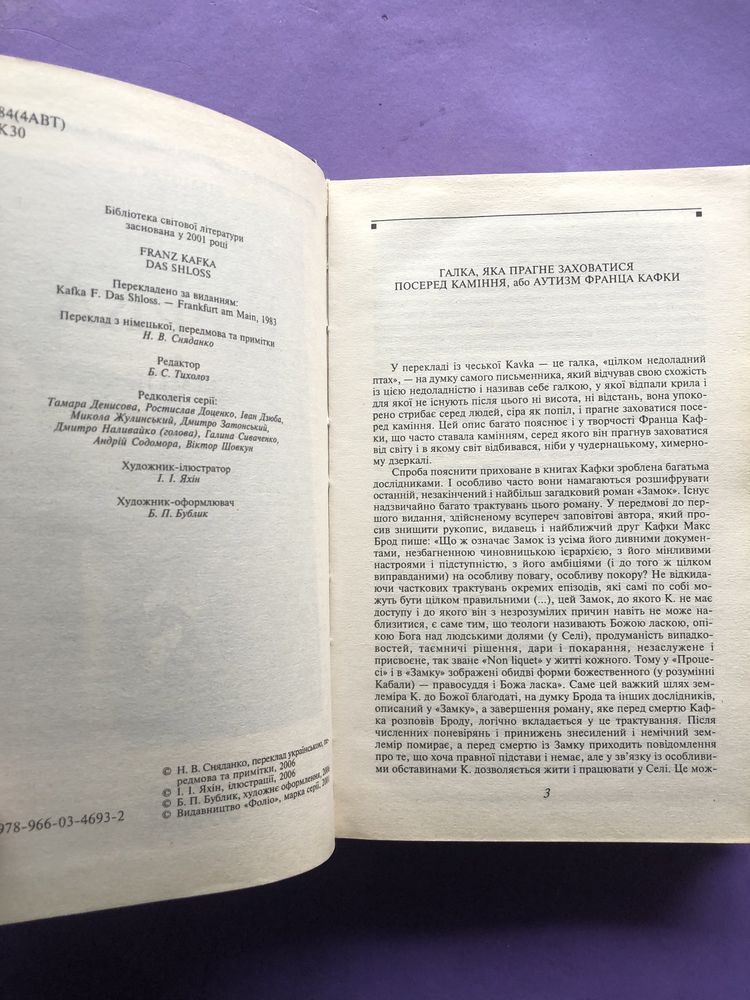 84(4АВТ)
К30
Бібліотека світової літератури
заснована у 2001 році
FRANZ KAFKA
DAS SHLOSS
Перекладено за виданням:
Kafka F. Das Shloss. — Frankfurt am Main, 1983
Переклад з німецької, передмова та примітки
Н. В. Сняданко
Редактор
Б. С. Тихолоз
Редколегія серії:
Тамара Денисова, Ростислав Доценко, Іван Дзюба,
Микола Жулинський, Дмитро Затонський,
Дмитро Наливайко (голова), Галина Сиваченко,
Андрій Содомора, Віктор Шовкун
Художник-ілюстратор
І. І. Яхін
Художник-оформлювач
Б. П. Бублик
© Н. В. Сняданко, переклад українською, пе-
редмова та примітки, 2006
© І. І. Яхін, ілюстрації, 2006
© Б. П. Бублик, художнє оформлення, 2006
© Видавництво «Фоліо», марка серії, 2001
978-966-03-4693-2
ГАЛКА, ЯКА ПРАГНЕ ЗАХОВАТИСЯ
ПОСЕРЕД КАМІННЯ, або АУТИЗМ ФРАНЦА КАФКИ
У перекладі із чеської Kavka — це галка, «цілком недоладний
птах», — на думку самого письменника, який відчував свою схожість
із цією недоладністю і називав себе галкою, у якої відпали крила і
для якої не існують після цього ні висота, ні відстань, вона упоко-
рено стрибає серед людей, сіра як попіл, і прагне заховатися посе-
ред каміння. Цей опис багато пояснює і у творчості Франца Каф-
ки, що часто ставала камінням, серед якого він прагнув заховатися
від світу і в якому світ відбивався, ніби у чудернацькому, химерно-
му дзеркалі.
Спроба пояснити приховане в книгах Кафки зроблена багатьма
дослідниками. І особливо часто вони намагаються розшифрувати
останній, незакінчений і найбільш загадковий роман «Замок». Існує
надзвичайно багато трактувань цього роману. У передмові до пер-
шого видання, здійсненому всупереч заповітові автора, який про-
сив знищити рукопис, видавець і найближчий друг Кафки Макс
Брод пише: «Що ж означає Замок із усіма його дивними документ-
тами, незбагненною чиновницькою ієрархією, з його мінливими
настроями і підступністю, з його амбіціями (і до того ж цілком
виправданими) на особливу повагу, особливу покору? Не відкида-
ючи часткових трактувань окремих епізодів, які самі по собі мо-
жуть бути цілком правильними (...), цей Замок, до якого К. не має
доступу і до якого він з незрозумілих причин навіть не може на-
близитися, є саме тим, що теологи називають Божою ласкою, опі-
кою Бога над людськими долями (у Селі), продуманість випадко-
востей, таємничі рішення, дари і покарання, незаслужене і
присвоєне, так зване «Non liquet» у житті кожного. Тому у «Проце-
сі» і в «Замку» зображені обидві форми божественного (у розумінні
Кабали) — правосуддя і Божа ласка». Саме цей важкий шлях зем-
леміра К. до Божої благодаті, на думку Брода та інших дослідників,
описаний у «Замку», а завершення роману, яке перед смертю Каф-
ка розповів Броду, логічно вкладається у це трактування. Після
численних поневірянь і принижень знесилений і немічний зем-
лемір помирає, а перед смертю із Замку приходить повідомлення
про те, що хоча правної підстави і немає, але у зв’язку із особливи-
ми обставинами К. дозволяється жити і працювати у Селі. Це мож-
3